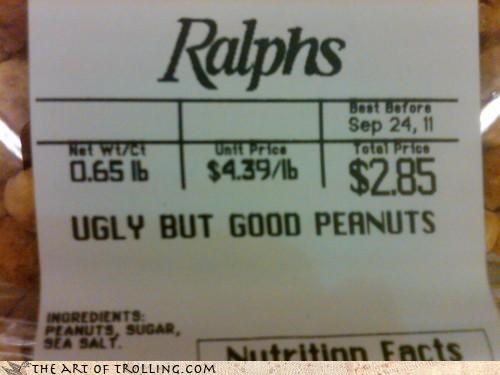 Ralphs
Best Before
Sep 24, 11
Net Wt/Ct Unit Price Total Price
0.65 lb $4.39/lb $2.85
UGLY BUT GOOD PEANUTS
INGREDIENTS:
PEANUTS, SUGAR,
SEA SALT.
Nutrition Facts
THE ART OF TROLLING.COM